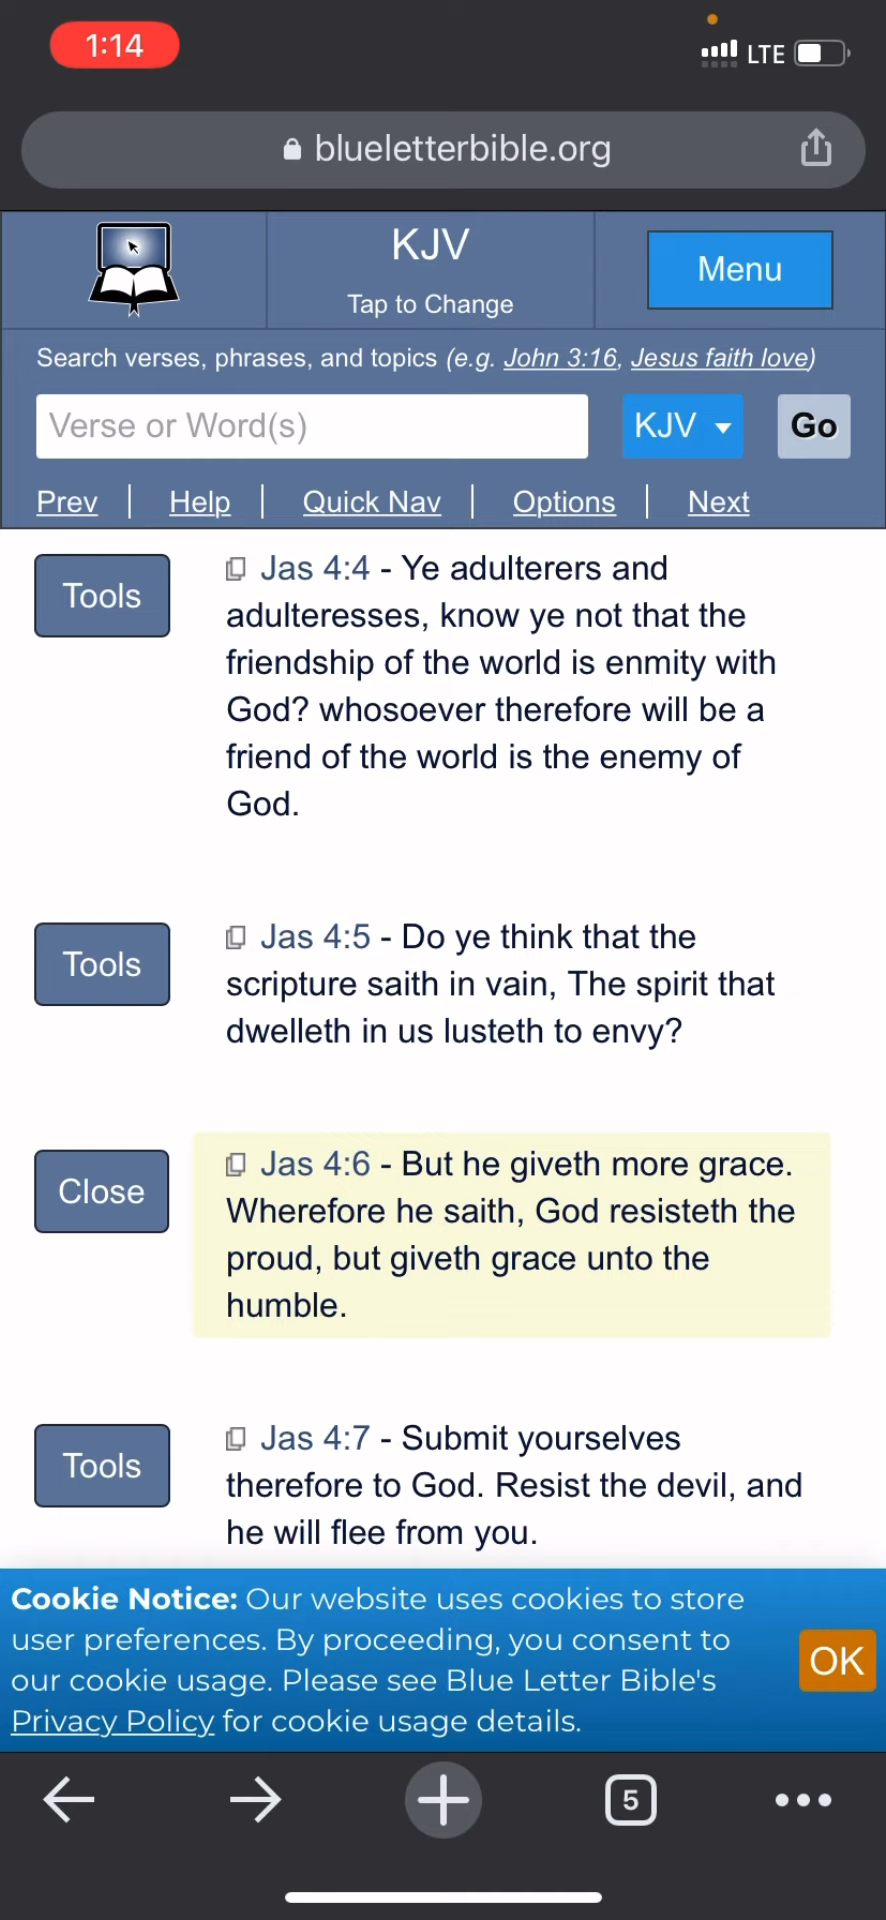 1:14
LTE
blueletterbible.org
KJV
Tap to Change
Menu
Search verses, phrases, and topics (e.g. John 3:16, Jesus faith love)
Verse or Word(s)
KJV
Go
Prev | Help | Quick Nav | Options | Next
Tools
Jas 4:4 - Ye adulterers and
adulteresses, know ye not that the
friendship of the world is enmity with
God? whosoever therefore will be a
friend of the world is the enemy of
God.
Tools
Jas 4:5 - Do ye think that the
scripture saith in vain, The spirit that
dwelleth in us lusteth to envy?
Close
Jas 4:6 - But he giveth more grace.
Wherefore he saith, God resisteth the
proud, but giveth grace unto the
humble.
Tools
Jas 4:7 - Submit yourselves
therefore to God. Resist the devil, and
he will flee from you.
Cookie Notice: Our website uses cookies to store
user preferences. By proceeding, you consent to
our cookie usage. Please see Blue Letter Bible's
Privacy Policy for cookie usage details.
OK
5